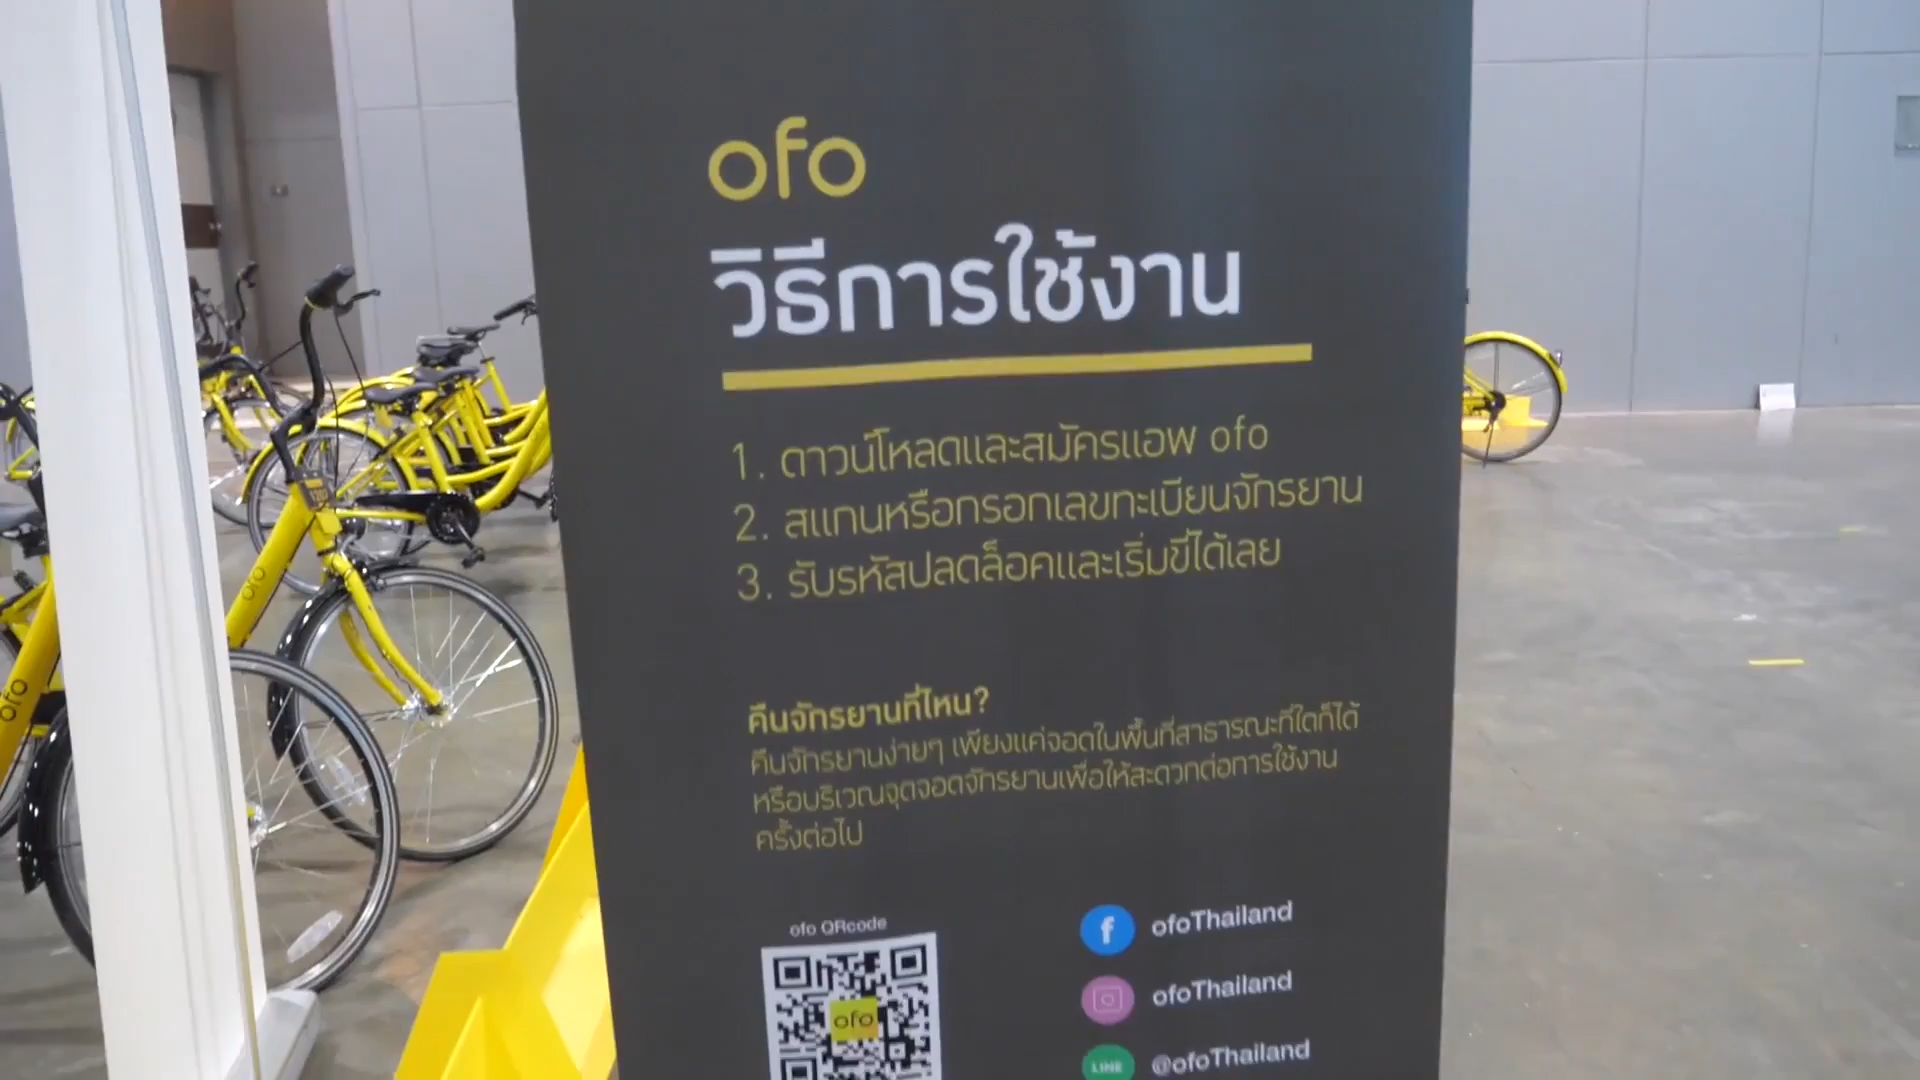 ofo
วิธีการใช้งาน
1. ดาวน์โหลดและสมัครแอพ ofo
2. สแกนหรือกรอกเลขทะเบียนจักรยาน
3. รับรหัสปลดล็อคและเริ่มขี่ได้เลย
คืนจักรยานที่ไหน?
คืนจักรยานง่ายๆ เพียงแค่จอดในพื้นที่สาธารณะที่ใดก็ได้
หรือบริเวณจุดจอดจักรยานเพื่อให้สะดวกต่อการใช้งาน
ครั้งต่อไป
ofo QRcode
ofo
f ofoThailand
ofoThailand
LINE @ofoThailand
ofo
ofo